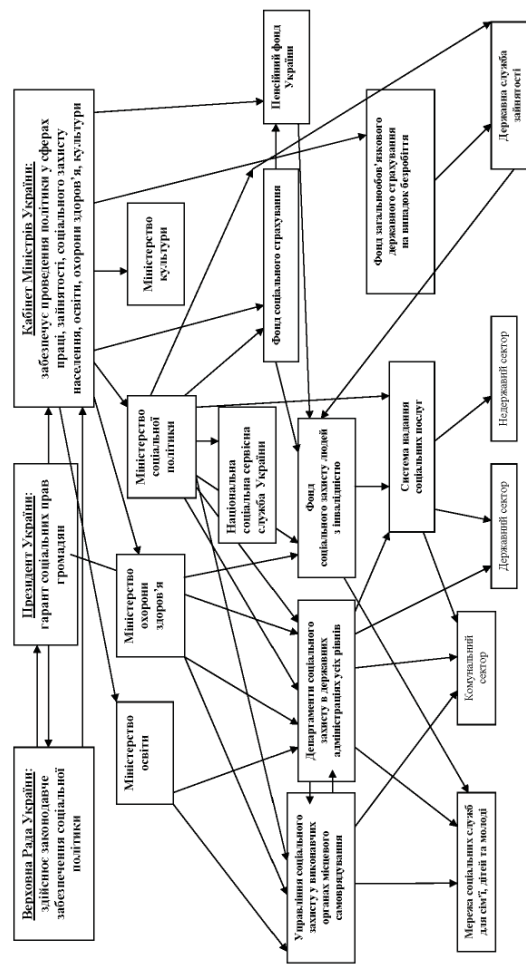 Верховна Рада України:
здійснює законодавче
забезпечення соціальної
політики
Президент України:
гарант соціальних прав
громадян
Кабінет Міністрів України:
забезпечує проведення політики у сферах
праці, зайнятості, соціального захисту
населення, освіти, охорони здоров’я, культури
Міністерство
освіти
Міністерство
охорони
здоров’я
Міністерство
соціальної
політики
Міністерство
культури
Національна
соціальна сервісна
служба України
Фонд соціального страхування
Пенсійний фонд
України
Управління соціального
захисту у виконавчих
органах місцевого
самоврядування
Департаменти соціального
захисту в державних
адміністраціях усіх рівнів
Фонд
соціального захисту людей
з інвалідністю
Фонд загальнообов’язкового
державного страхування
на випадок безробіття
Система надання
соціальних послуг
Мережа соціальних служб
для сім’ї, дітей та молоді
Комунальний
сектор
Державний сектор
Недержавний сектор
Державна служба
зайнятості